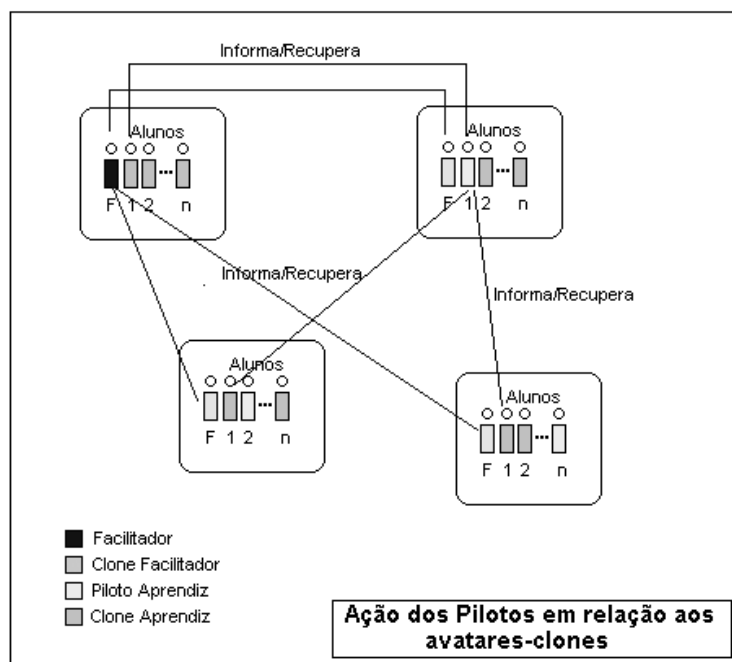 Informa/Recupera
Alunos
F 1 2 ... n
Alunos
F 1 2 ... n
Informa/Recupera
Informa/Recupera
Alunos
F 1 2 ... n
Alunos
F 1 2 ... n
Facilitador
Clone Facilitador
Piloto Aprendiz
Clone Aprendiz
Ação dos Pilotos em relação aos
avatares-clones